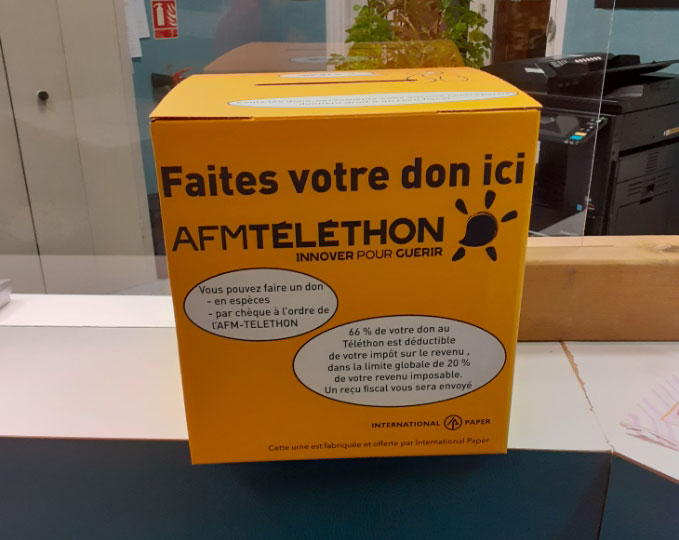 Faites votre don ici
AFMTÉLÉTHON
INNOVER POUR GUERIR
Vous pouvez faire un don
- en espèces
- par chèque à l'ordre de
l'AFM-TELETHON
66 % de votre don au
Téléthon est déductible
de votre impôt sur le revenu ,
dans la limite globale de 20 %
de votre revenu imposable.
Un reçu fiscal vous sera envoyé
INTERNATIONAL PAPER
Cette urne est fabriquée et offerte par International Paper